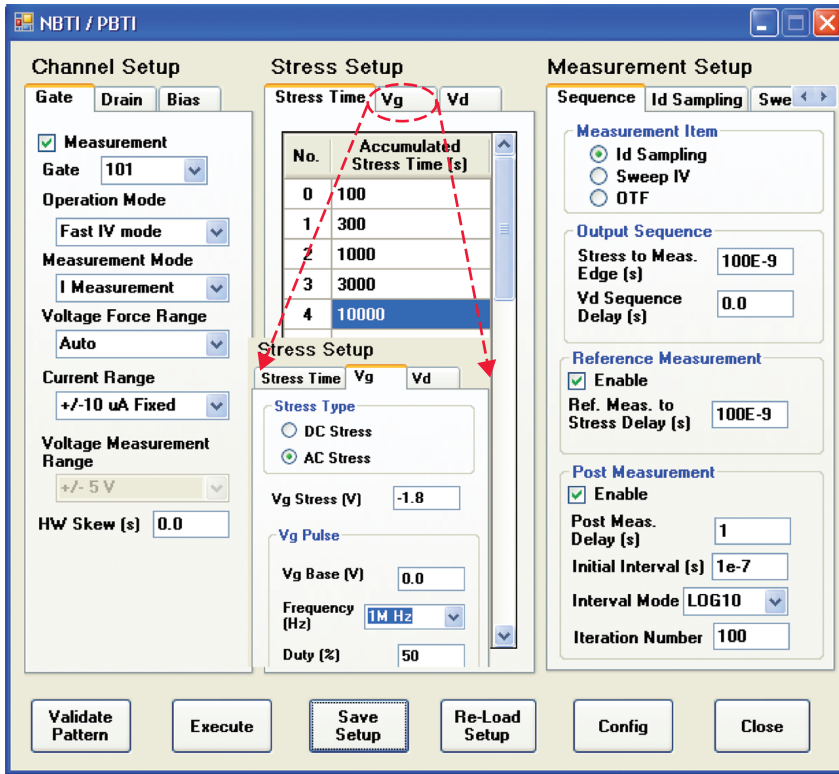 NBTI / PBTI
Channel Setup
Gate Drain Bias
Measurement
Gate 101
Operation Mode
Fast IV mode
Measurement Mode
I Measurement
Voltage Force Range
Auto
Current Range
+/-10 uA Fixed
Voltage Measurement
Range
+/- 5 V
HW Skew (s) 0.0
Stress Setup
Stress Time Vg Vd
No. Accumulated
Stress Time (s)
0 100
1 300
2 1000
3 3000
4 10000
Stress Setup
Stress Time Vg Vd
Stress Type
DC Stress
AC Stress
Vg Stress (V) -1.8
Vg Pulse
Vg Base (V) 0.0
Frequency
(Hz) 1M Hz
Duty (%) 50
Measurement Setup
Sequence Id Sampling Swe
Measurement Item
Id Sampling
Sweep IV
OTF
Output Sequence
Stress to Meas.
Edge (s) 100E-9
Vd Sequence
Delay (s) 0.0
Reference Measurement
Enable
Ref. Meas. to
Stress Delay (s) 100E-9
Post Measurement
Enable
Post Meas.
Delay (s) 1
Initial Interval (s) 1e-7
Interval Mode LOG10
Iteration Number 100
Validate
Pattern
Execute
Save
Setup
Re-Load
Setup
Config
Close